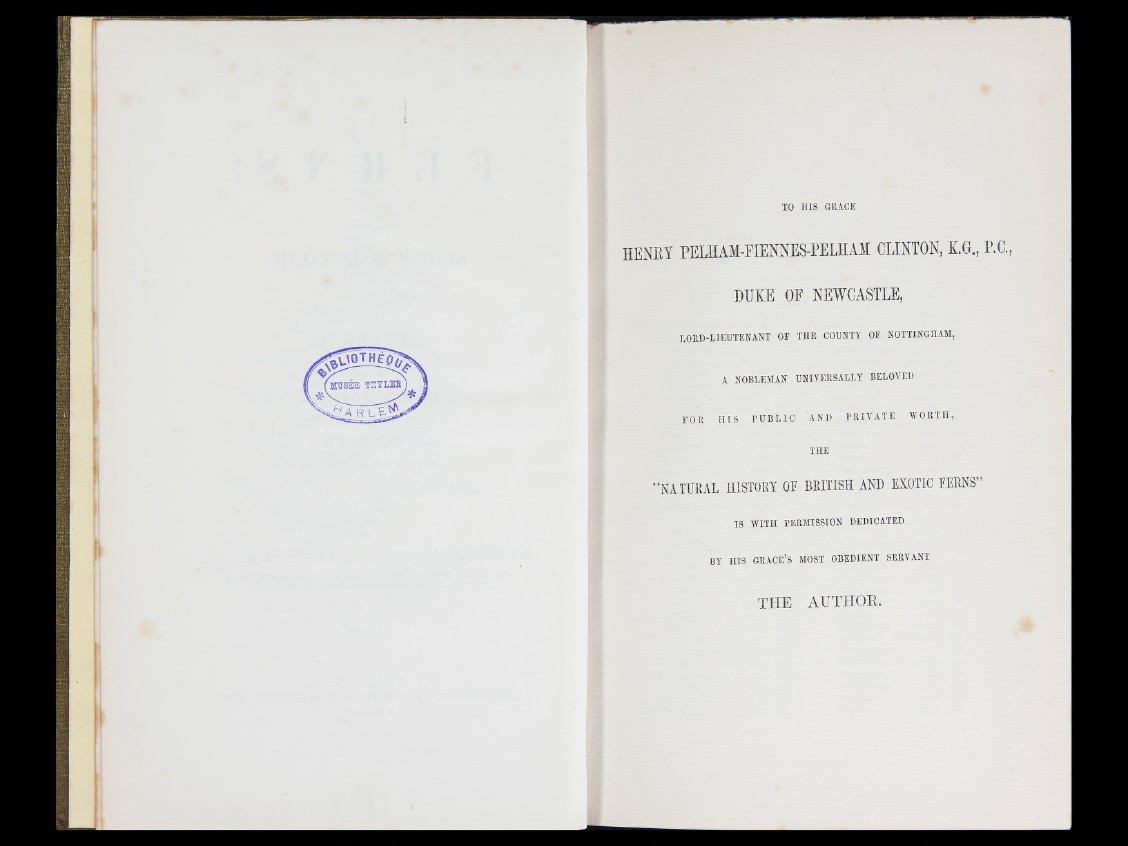 BIBLIOTHÈQUE
MUSÉE TEYLER
* HARLEM *
TO HIS GRACE
HENRY PELHAM-FIENNES-PELHAM CLINTON, K.G., P.C.,
DUKE OF NEWCASTLE,
LORD-LIEUTENANT OF THE COUNTY OF NOTTINGHAM,
A NOBLEMAN UNIVERSALLY BELOVED
FOR HIS PUBLIC AND PRIVATE WORTH,
THE
"NATURAL HISTORY OF BRITISH AND EXOTIC FERNS"
IS WITH PERMISSION DEDICATED
BY HIS GRACE'S MOST OBEDIENT SERVANT
THE AUTHOR.